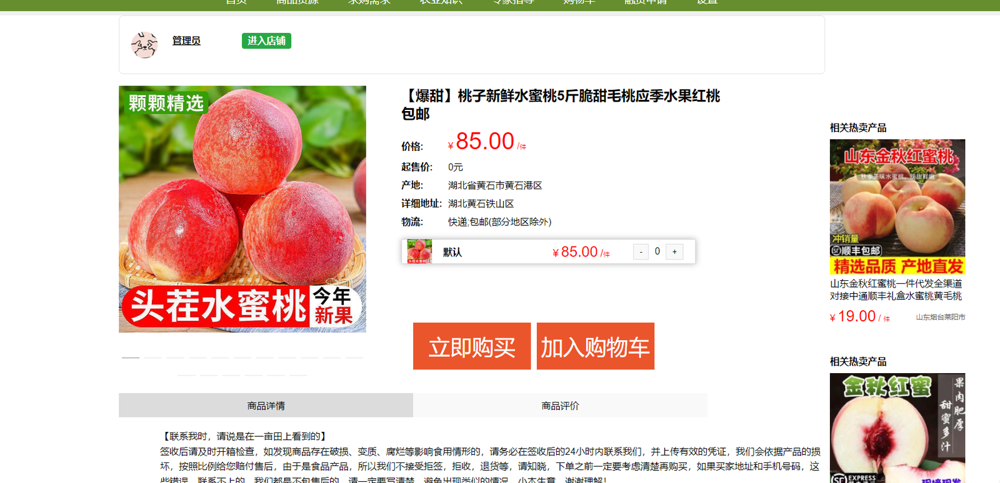 首页 商品货源 求购需求 农业知识 专家指导 购物车 融资申请 设置
管理员
进入店铺
颗颗精选
头茬水蜜桃 今年新果
【爆甜】桃子新鲜水蜜桃5斤脆甜毛桃应季水果红桃
包邮
价格: ¥85.00/件
起售价: 0元
产地: 湖北省黄石市黄石港区
详细地址: 湖北黄石铁山区
物流: 快递;包邮(部分地区除外)
默认 ¥85.00/件 - 0 +
立即购买 加入购物车
商品详情 商品评价
【联系我时，请说是在一亩田上看到的】
签收后请及时开箱检查，如发现商品存在破损、变质、腐烂等影响食用情形的，请务必在签收后的24小时内联系我们，并上传有效的凭证，我们会依据产品的损
坏，按照比例给您赔付售后，由于是食品产品，所以我们不接受拒签，拒收，退货等，请知晓，下单之前一定要考虑清楚再购买，如果买家地址和手机号码，这
些错误，联系不上的，我们都是不包售后的，请一定要写清楚，避免出现类似的情况，小本生意，谢谢理解！
相关热卖产品
山东金秋红蜜桃
秋季美味水蜜桃，脆甜鲜嫩
冲销量
SF顺丰包邮
精选品质 产地直发
山东金秋红蜜桃一件代发全渠道
对接中通顺丰礼盒水蜜桃黄毛桃
¥19.00/件 山东烟台莱阳市
相关热卖产品
金秋红蜜
果肉肥厚
甜蜜多汁
SF EXPRESS
现摘现发